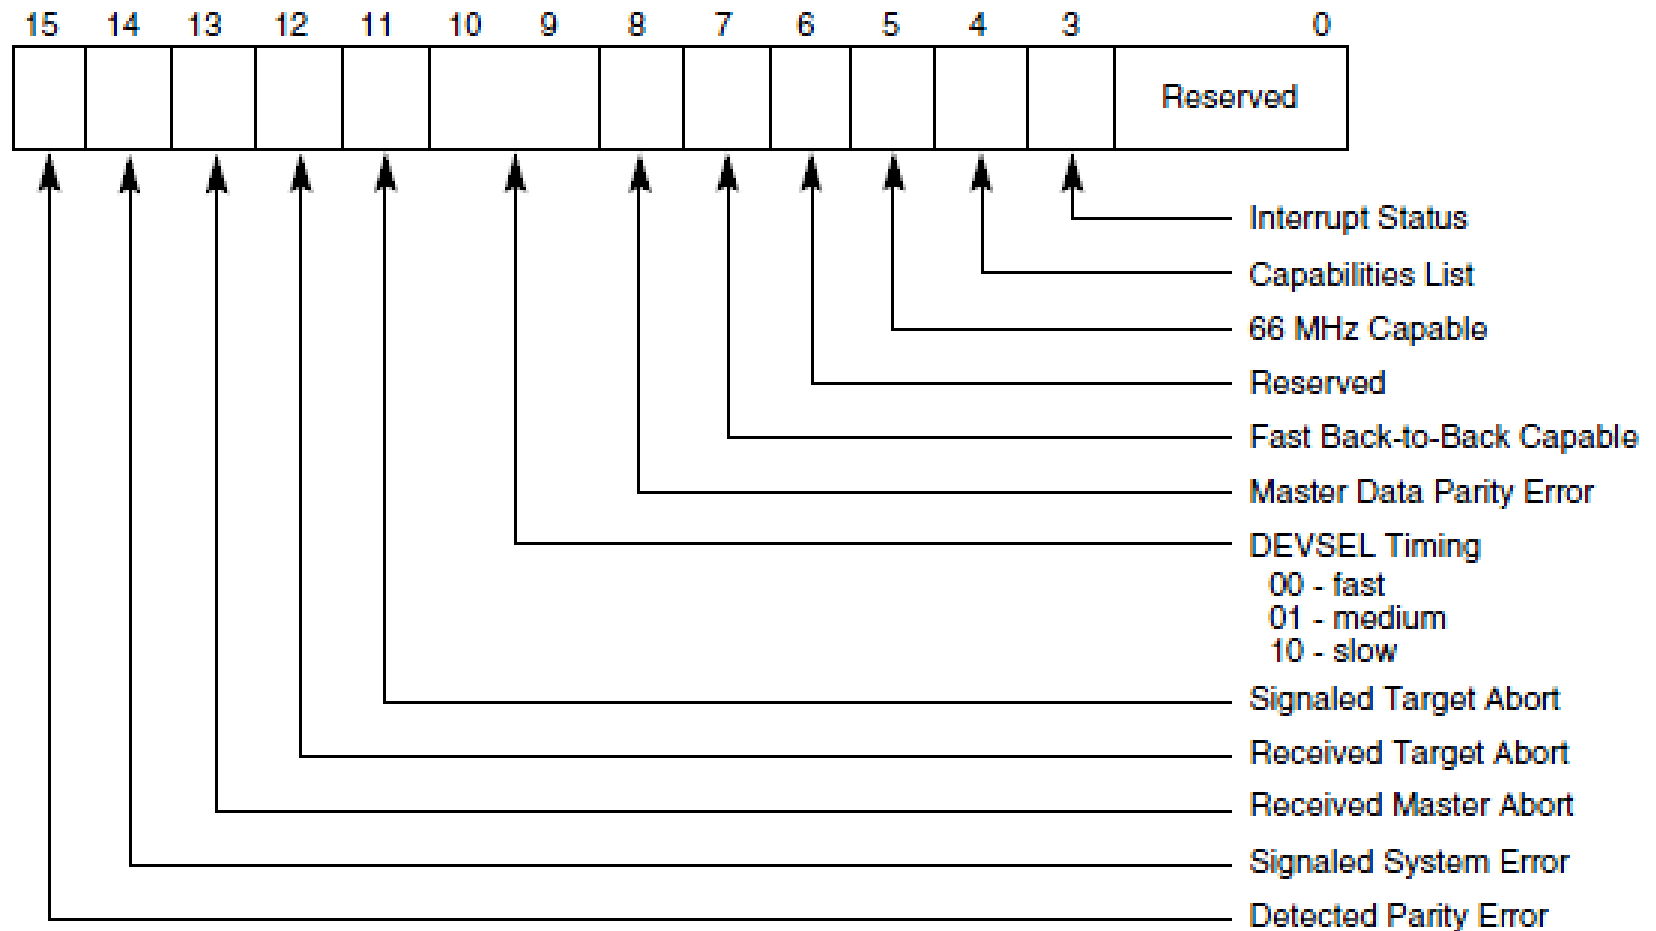 15 14 13 12 11 10 9 8 7 6 5 4 3 0
Reserved
Interrupt Status
Capabilities List
66 MHz Capable
Reserved
Fast Back-to-Back Capable
Master Data Parity Error
DEVSEL Timing
00 - fast
01 - medium
10 - slow
Signaled Target Abort
Received Target Abort
Received Master Abort
Signaled System Error
Detected Parity Error